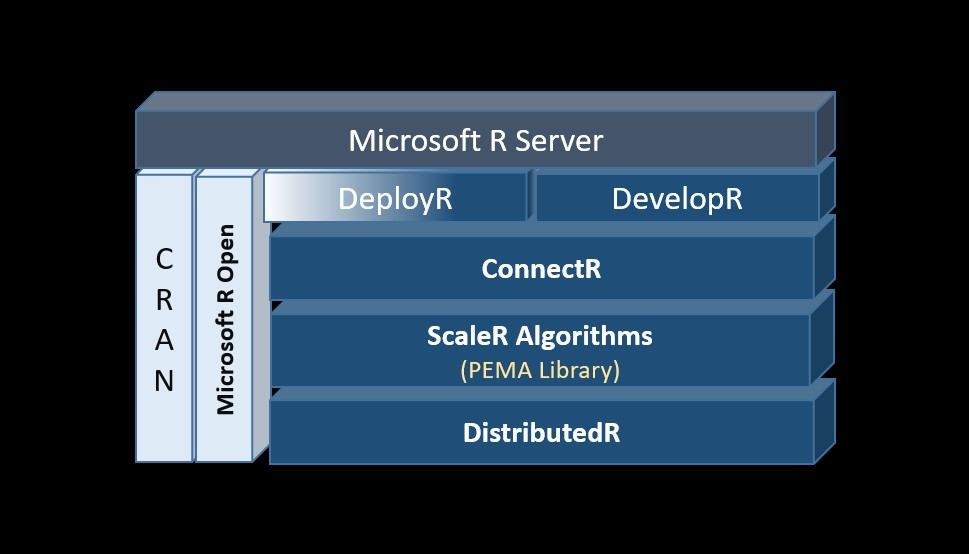 Microsoft R Server
DeployR
DevelopR
C
R
A
N
Microsoft R Open
ConnectR
ScaleR Algorithms
(PEMA Library)
DistributedR